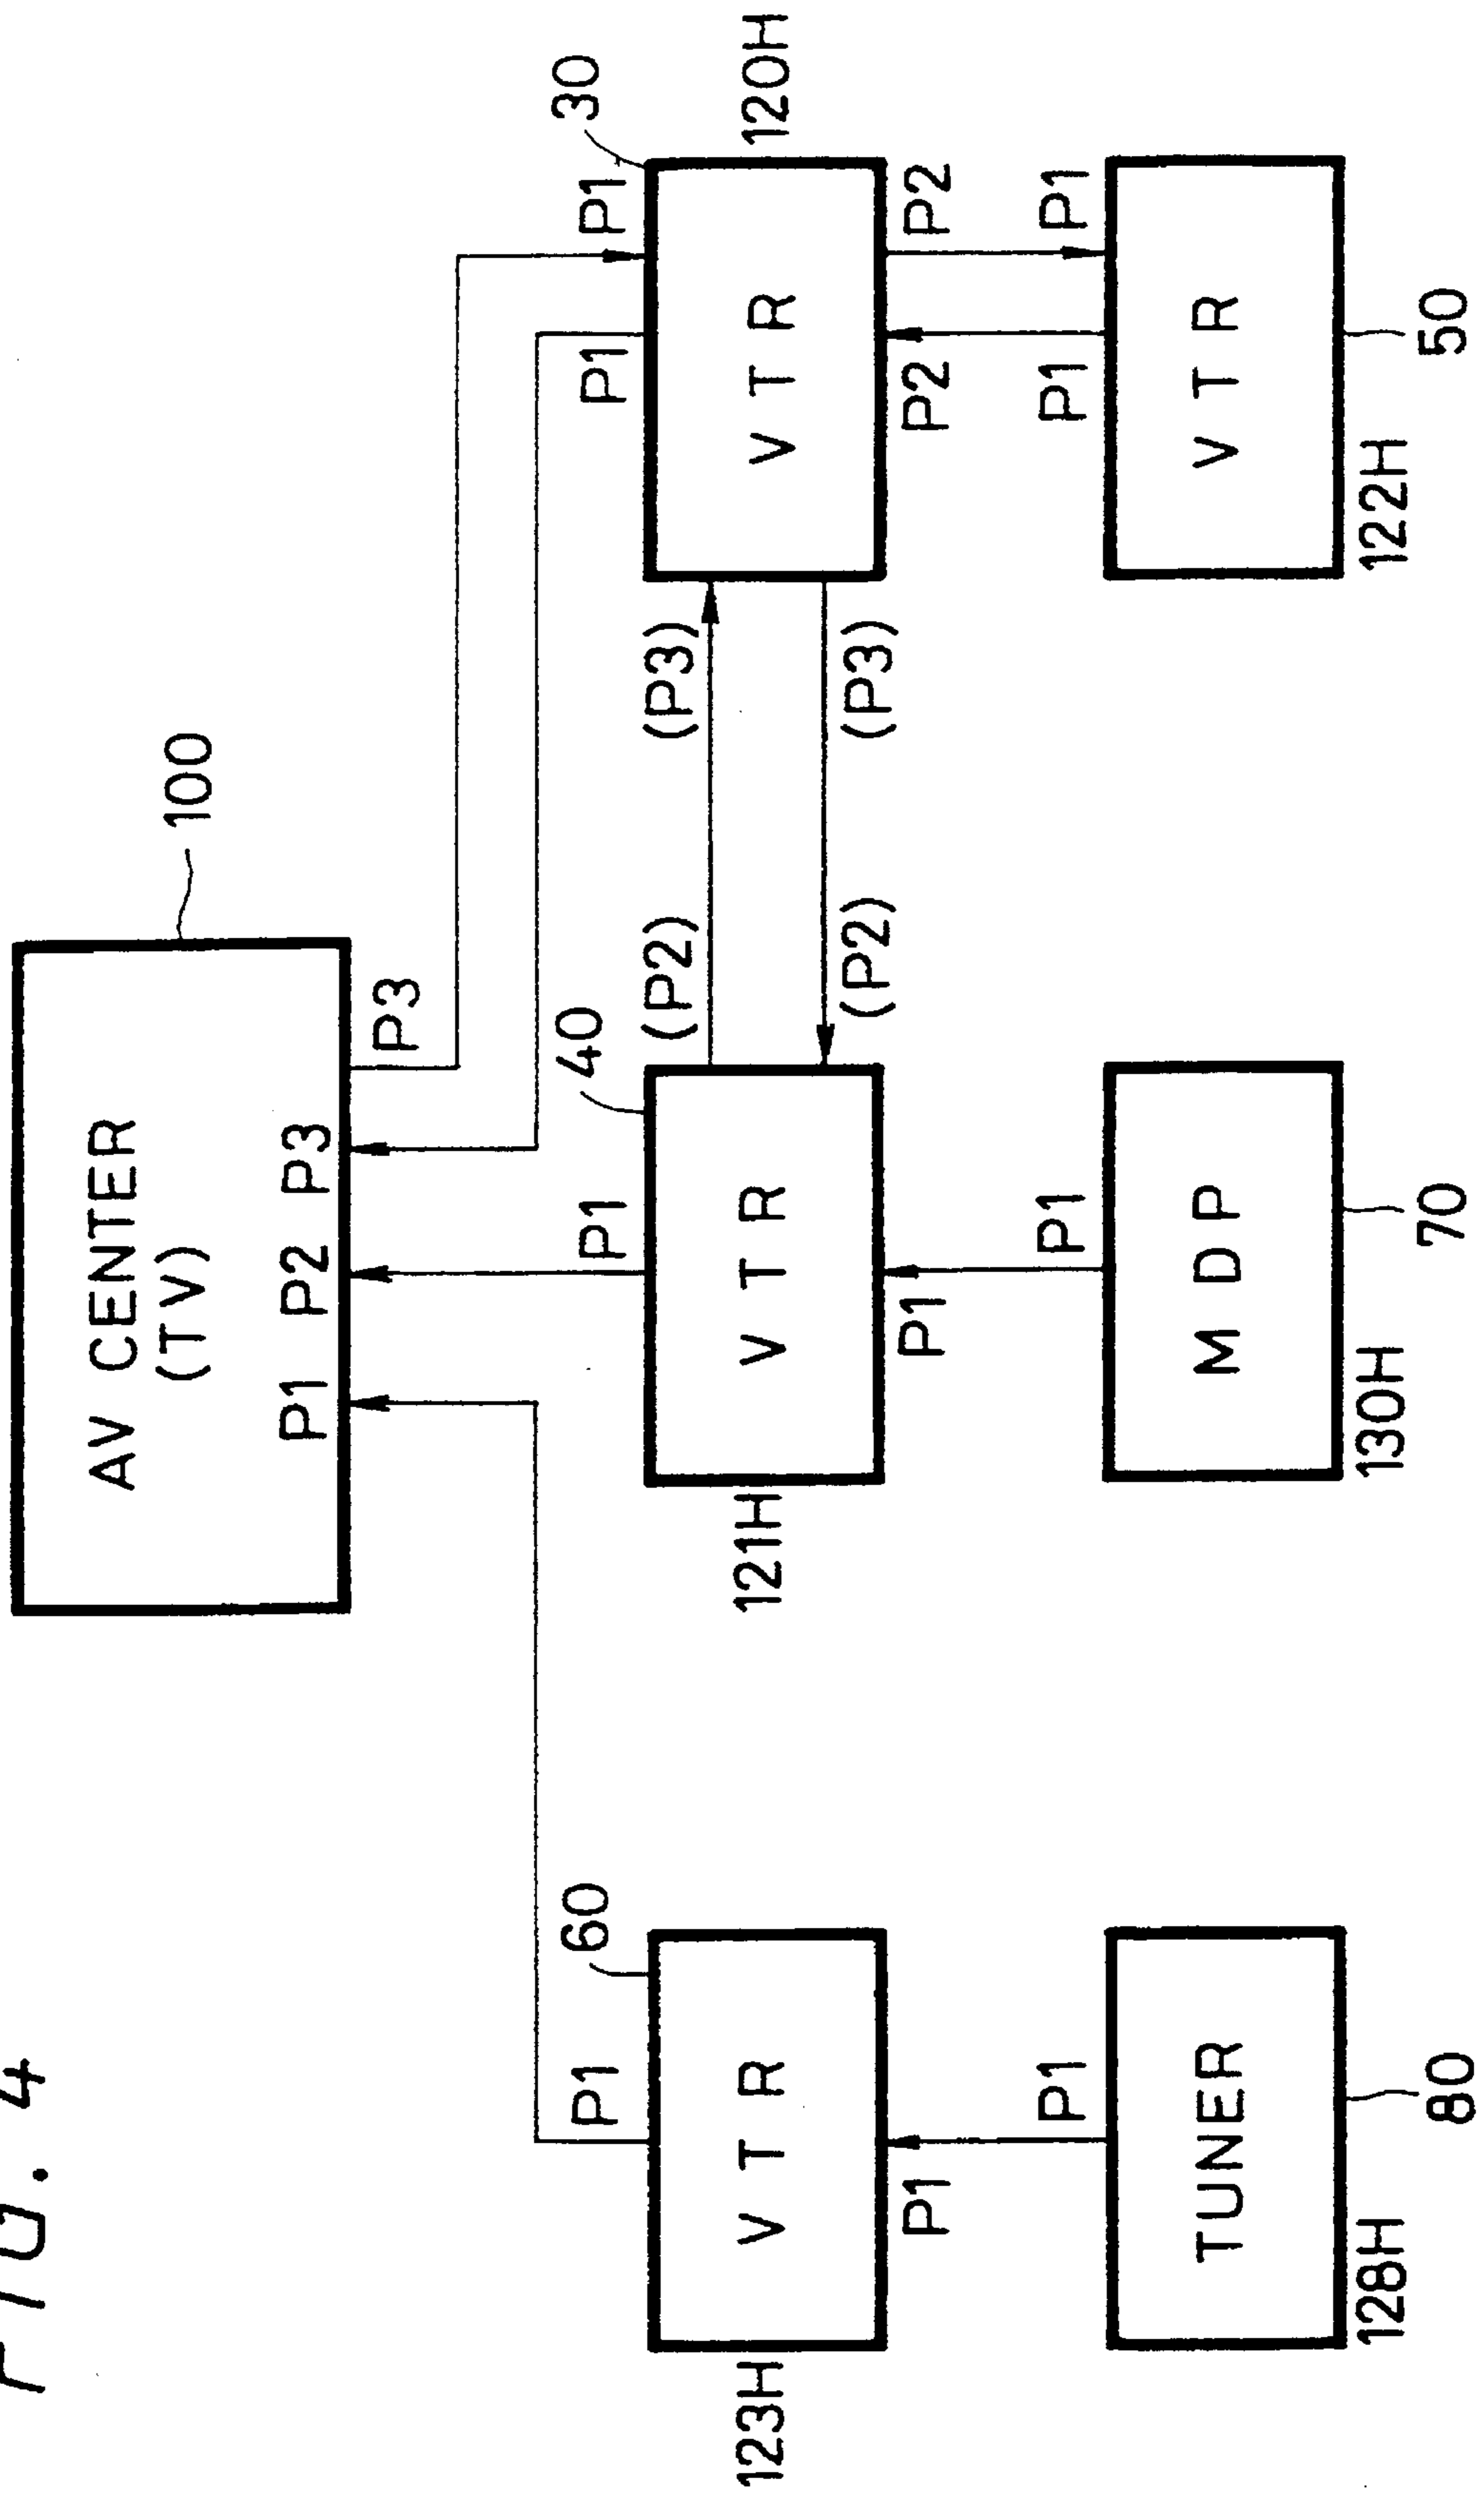 FIG. 4
AV CENTER
(TV)
100
P1 P2 P3
P3
60
40
30
P1
P1
P1
P1
123H
VTR
121H
VTR
(P2)
(P3)
VTR
120H
(P2)
(P3)
P1
P1
P2
P2
P1
P1
P1
P1
TUNER
MDP
VTR
128H
130H
122H
80
70
50